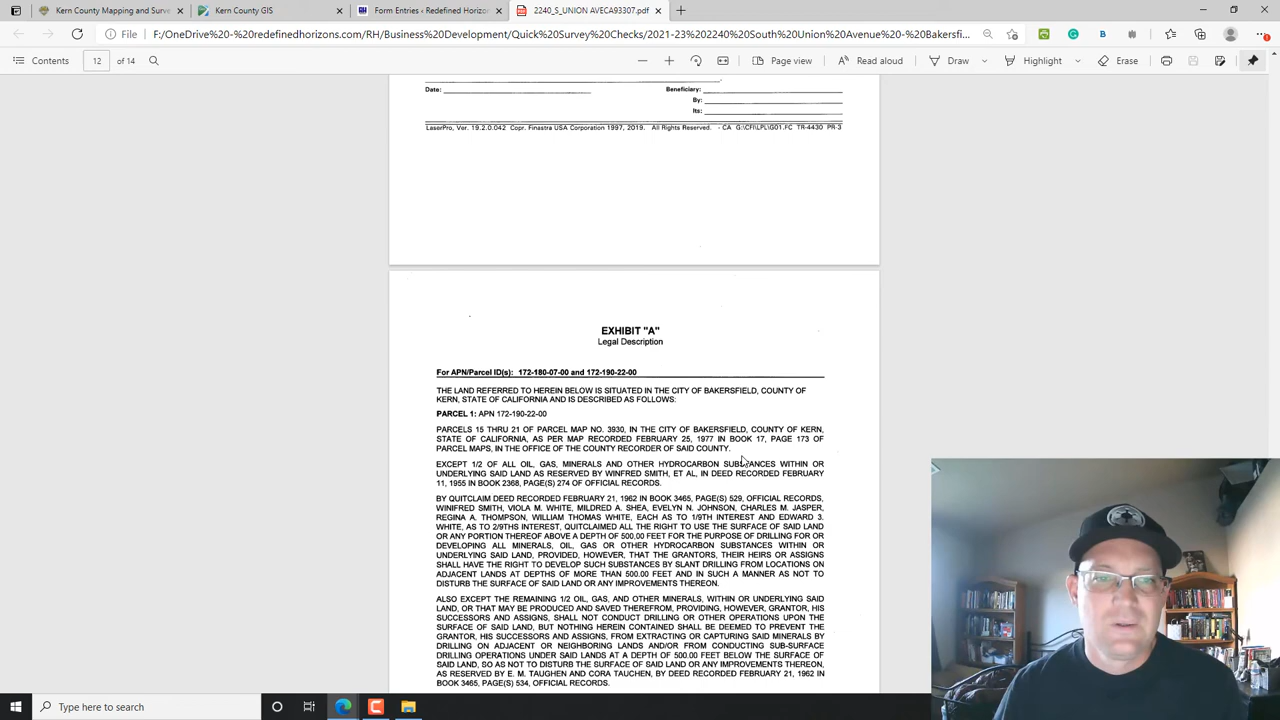 Kern County Mapping and Surve
Kern County GIS
Form Entries ‹ Redefined Horizon
2240_S_UNION AVECA93307.pdf
File
F:/OneDrive%20-%20redefinedhorizons.com/RH/Business%20Development/Quick%20Survey%20Checks/2021-23%202240%20South%20Union%20Avenue%20-%20Bakersfi...
Contents
12
of 14
Page view
Read aloud
Draw
Highlight
Erase
Date:
Beneficiary:
By:
Its:
LaserPro, Ver. 19.2.0.042 Copr. Finastra USA Corporation 1997, 2019. All Rights Reserved. - CA G:\CFI\LPL\G01.FC TR-4430 PR-3
EXHIBIT "A"
Legal Description
For APN/Parcel ID(s): 172-180-07-00 and 172-190-22-00
THE LAND REFERRED TO HEREIN BELOW IS SITUATED IN THE CITY OF BAKERSFIELD, COUNTY OF
KERN, STATE OF CALIFORNIA AND IS DESCRIBED AS FOLLOWS:
PARCEL 1: APN 172-190-22-00
PARCELS 15 THRU 21 OF PARCEL MAP NO. 3930, IN THE CITY OF BAKERSFIELD, COUNTY OF KERN,
STATE OF CALIFORNIA, AS PER MAP RECORDED FEBRUARY 25, 1977 IN BOOK 17, PAGE 173 OF
PARCEL MAPS, IN THE OFFICE OF THE COUNTY RECORDER OF SAID COUNTY.
EXCEPT 1/2 OF ALL OIL, GAS, MINERALS AND OTHER HYDROCARBON SUBSTANCES WITHIN OR
UNDERLYING SAID LAND AS RESERVED BY WINFRED SMITH, ET AL, IN DEED RECORDED FEBRUARY
11, 1955 IN BOOK 2368, PAGE(S) 274 OF OFFICIAL RECORDS.
BY QUITCLAIM DEED RECORDED FEBRUARY 21, 1962 IN BOOK 3465, PAGE(S) 529, OFFICIAL RECORDS,
WINIFRED SMITH, VIOLA M. WHITE, MILDRED A. SHEA, EVELYN N. JOHNSON, CHARLES M. JASPER,
REGINA A. THOMPSON, WILLIAM THOMAS WHITE, EACH AS TO 1/9TH INTEREST AND EDWARD 3.
WHITE, AS TO 2/9THS INTEREST, QUITCLAIMED ALL THE RIGHT TO USE THE SURFACE OF SAID LAND
OR ANY PORTION THEREOF ABOVE A DEPTH OF 500.00 FEET FOR THE PURPOSE OF DRILLING FOR OR
DEVELOPING ALL MINERALS, OIL, GAS OR OTHER HYDROCARBON SUBSTANCES WITHIN OR
UNDERLYING SAID LAND, PROVIDED, HOWEVER, THAT THE GRANTORS, THEIR HEIRS OR ASSIGNS
SHALL HAVE THE RIGHT TO DEVELOP SUCH SUBSTANCES BY SLANT DRILLING FROM LOCATIONS ON
ADJACENT LANDS AT DEPTHS OF MORE THAN 500.00 FEET AND IN SUCH A MANNER AS NOT TO
DISTURB THE SURFACE OF SAID LAND OR ANY IMPROVEMENTS THEREON.
ALSO EXCEPT THE REMAINING 1/2 OIL, GAS, AND OTHER MINERALS, WITHIN OR UNDERLYING SAID
LAND, OR THAT MAY BE PRODUCED AND SAVED THEREFROM, PROVIDING, HOWEVER, GRANTOR, HIS
SUCCESSORS AND ASSIGNS, SHALL NOT CONDUCT DRILLING OR OTHER OPERATIONS UPON THE
SURFACE OF SAID LAND, BUT NOTHING HEREIN CONTAINED SHALL BE DEEMED TO PREVENT THE
GRANTOR, HIS SUCCESSORS AND ASSIGNS, FROM EXTRACTING OR CAPTURING SAID MINERALS BY
DRILLING ON ADJACENT OR NEIGHBORING LANDS AND/OR FROM CONDUCTING SUB-SURFACE
DRILLING OPERATIONS UNDER SAID LANDS AT A DEPTH OF 500.00 FEET BELOW THE SURFACE OF
SAID LAND, SO AS NOT TO DISTURB THE SURFACE OF SAID LAND OR ANY IMPROVEMENTS THEREON,
AS RESERVED BY E. M. TAUGHEN AND CORA TAUCHEN, BY DEED RECORDED FEBRUARY 21, 1962 IN
BOOK 3465, PAGE(S) 534, OFFICIAL RECORDS.
Type here to search